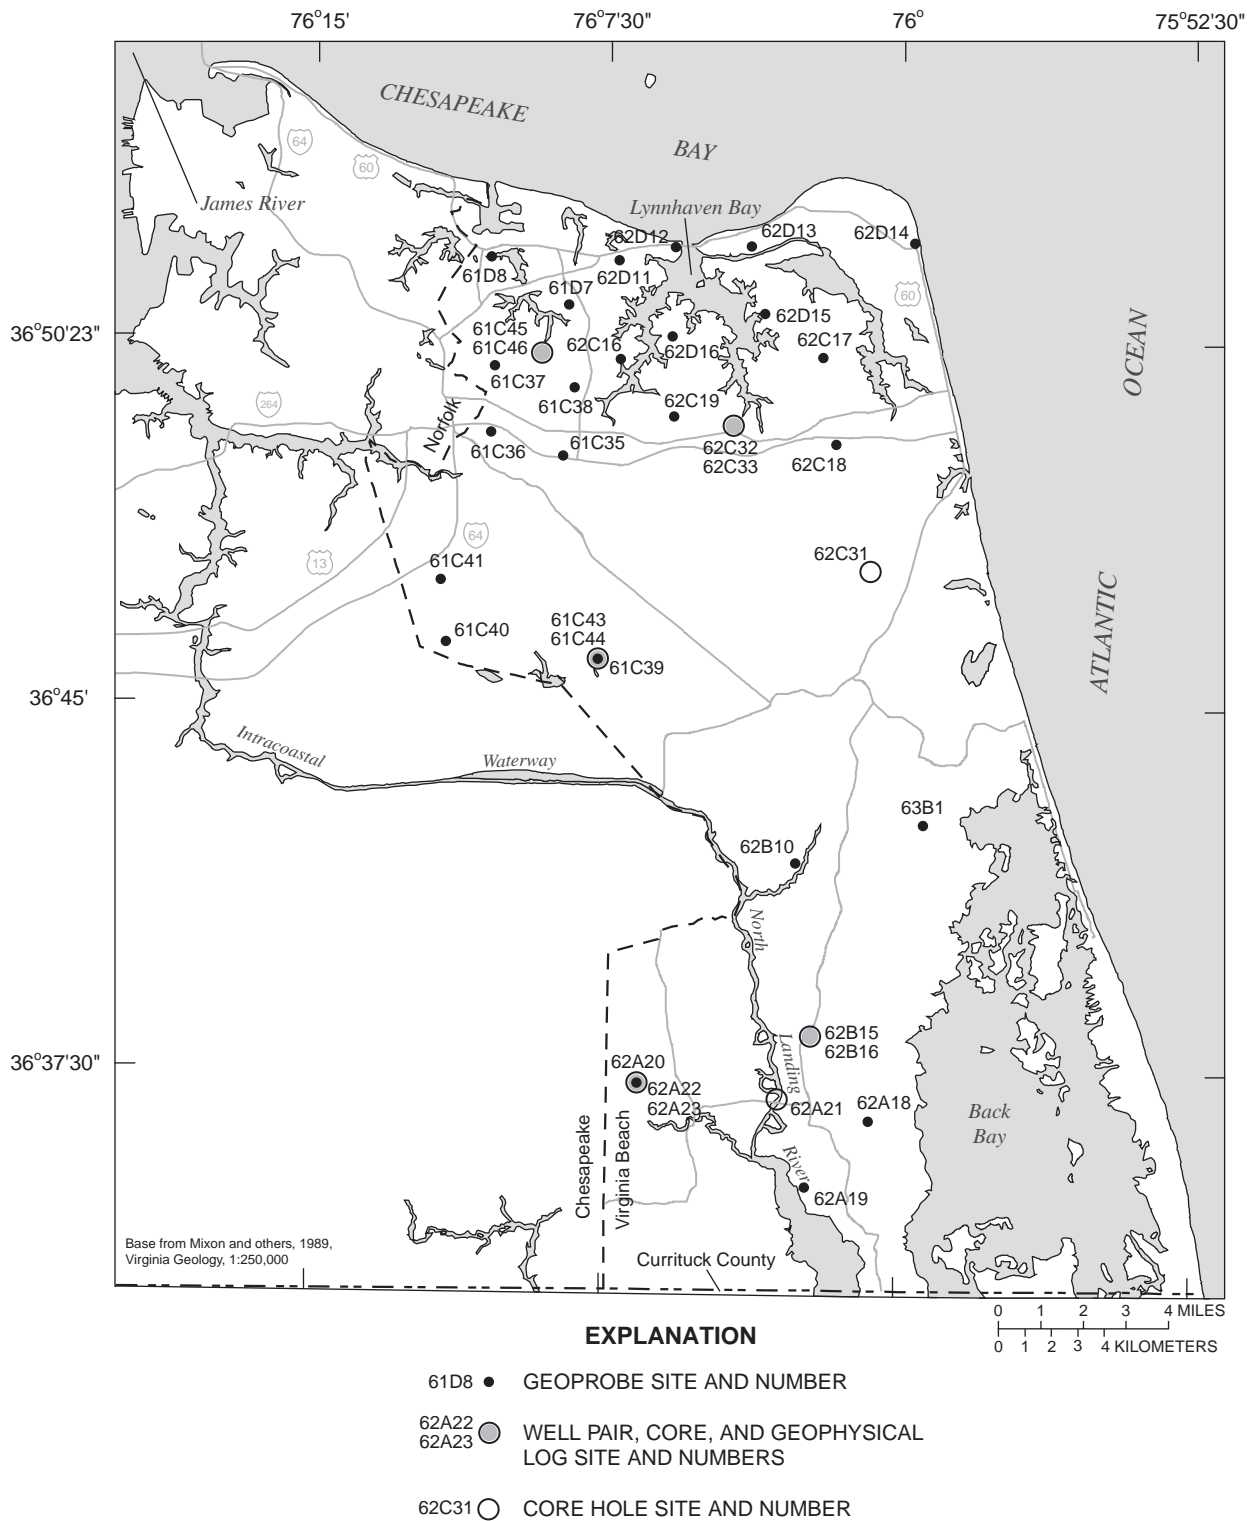 76°15'
76°7'30"
76°
75°52'30"
CHESAPEAKE
BAY
64
60
James River
Lynnhaven Bay
62D12
62D13
62D14
61D8
62D11
61D7
60
62D15
36°50'23"
61C45
61C46
62C16
62D16
62C17
OCEAN
61C37
61C38
62C19
264
Norfolk
61C36
61C35
62C32
62C33
62C18
64
13
62C31
61C41
61C43
61C44
61C40
61C39
ATLANTIC
36°45'
Intracoastal
Waterway
63B1
62B10
North
62B15
62B16
Landing
36°37'30"
62A20
62A22
62A23
62A21
62A18
Back
Bay
Chesapeake
Virginia Beach
River
62A19
Base from Mixon and others, 1989,
Virginia Geology, 1:250,000
Currituck County
0 1 2 3 4 MILES
0 1 2 3 4 KILOMETERS
EXPLANATION
61D8 GEOPROBE SITE AND NUMBER
62A22
62A23
WELL PAIR, CORE, AND GEOPHYSICAL
LOG SITE AND NUMBERS
62C31 CORE HOLE SITE AND NUMBER